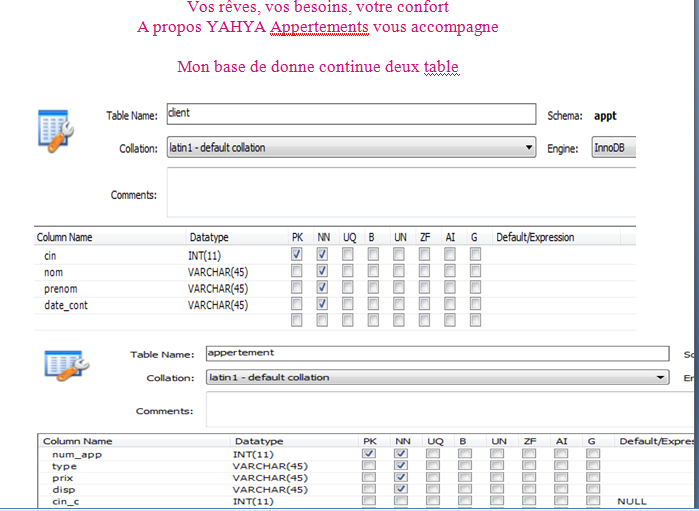 Vos rêves, vos besoins, votre confort
A propos YAHYA Appertements vous accompagne
Mon base de donne continue deux table
Table Name: client Schema: appt
Collation: latin1 - default collation Engine: InnoDB
Comments:
Column Name Datatype PK NN UQ B UN ZF AI G Default/Expression
cin INT(11)
nom VARCHAR(45)
prenom VARCHAR(45)
date_cont VARCHAR(45)
Table Name: appertement Sc
Collation: latin1 - default collation En
Comments:
Column Name Datatype PK NN UQ B UN ZF AI G Default/Expres
num_app INT(11)
type VARCHAR(45)
prix VARCHAR(45)
disp VARCHAR(45)
cin_c INT(11) NULL